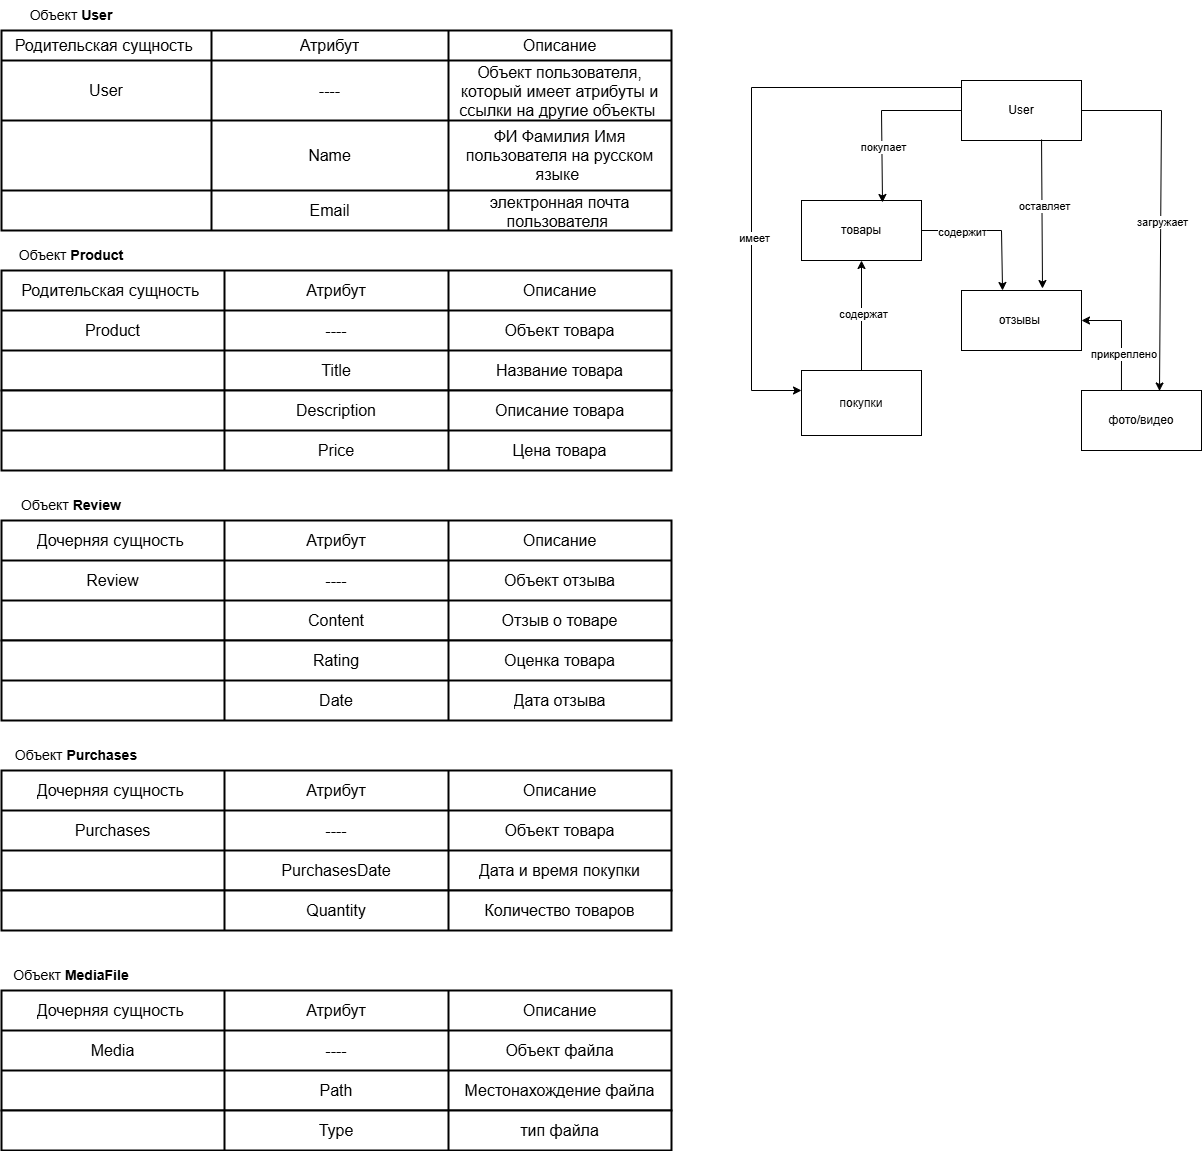 Объект User
Родительская сущность Атрибут Описание
User ---- Объект пользователя,
который имеет атрибуты и
ссылки на другие объекты
Name ФИ Фамилия Имя
пользователя на русском
языке
Email электронная почта
пользователя
Объект Product
Родительская сущность Атрибут Описание
Product ---- Объект товара
Title Название товара
Description Описание товара
Price Цена товара
Объект Review
Дочерняя сущность Атрибут Описание
Review ---- Объект отзыва
Content Отзыв о товаре
Rating Оценка товара
Date Дата отзыва
Объект Purchases
Дочерняя сущность Атрибут Описание
Purchases ---- Объект товара
PurchasesDate Дата и время покупки
Quantity Количество товаров
Объект MediaFile
Дочерняя сущность Атрибут Описание
Media ---- Объект файла
Path Местонахождение файла
Type тип файла
User
покупает
оставляет
загружает
имеет
товары
содержит
содержат
отзывы
прикреплено
покупки
фото/видео